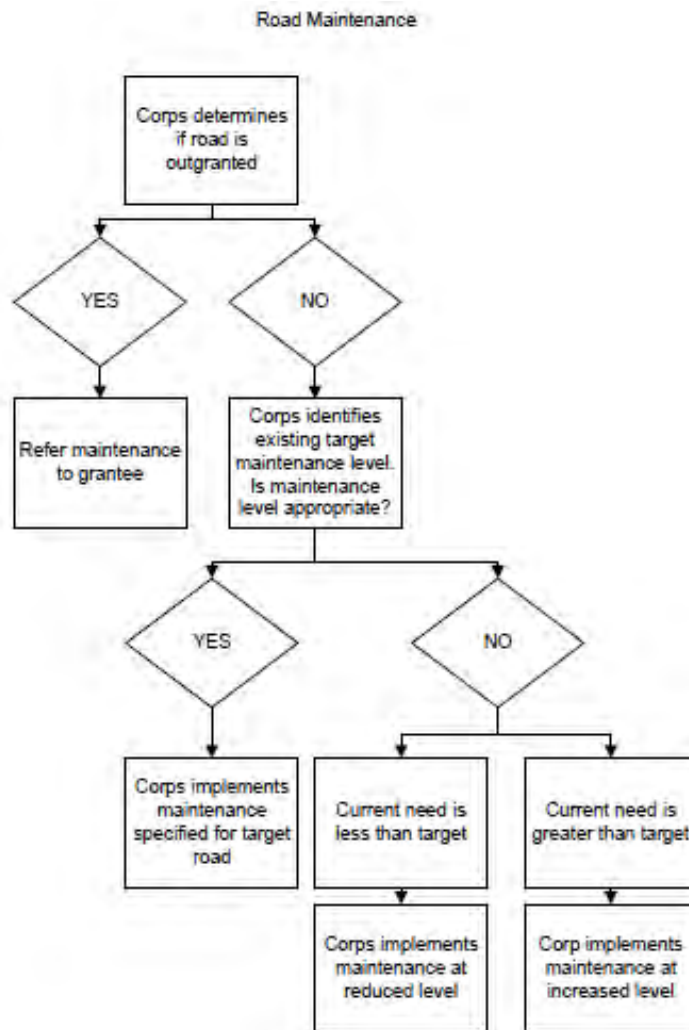 Road Maintenance
Corps determines
if road is
outgranted
YES
NO
Refer maintenance
to grantee
Corps identifies
existing target
maintenance level.
Is maintenance
level appropriate?
YES
NO
Corps implements
maintenance
specified for target
road
Current need is
less than target
Current need is
greater than target
Corps implements
maintenance at
reduced level
Corp implements
maintenance at
increased level